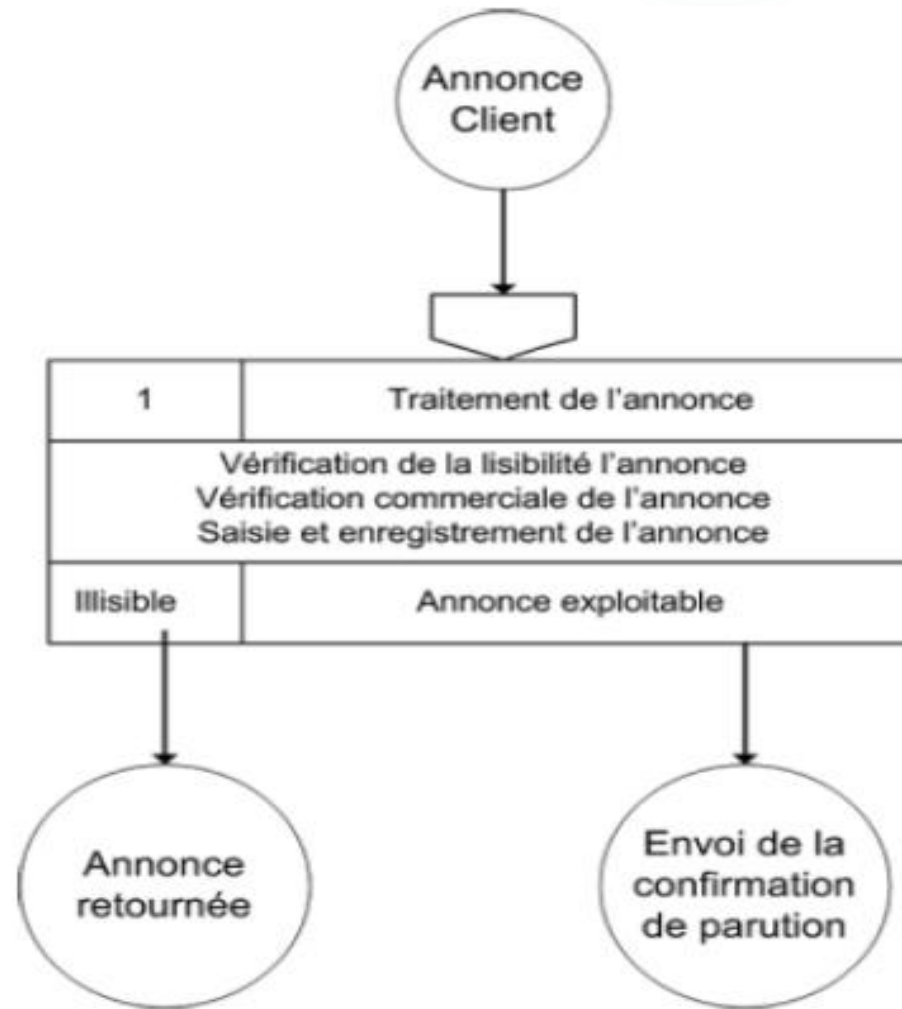 Annonce
Client
1
Traitement de l'annonce
Vérification de la lisibilité l'annonce
Vérification commerciale de l'annonce
Saisie et enregistrement de l'annonce
Illisible
Annonce exploitable
Annonce
retournée
Envoi de la
confirmation
de parution